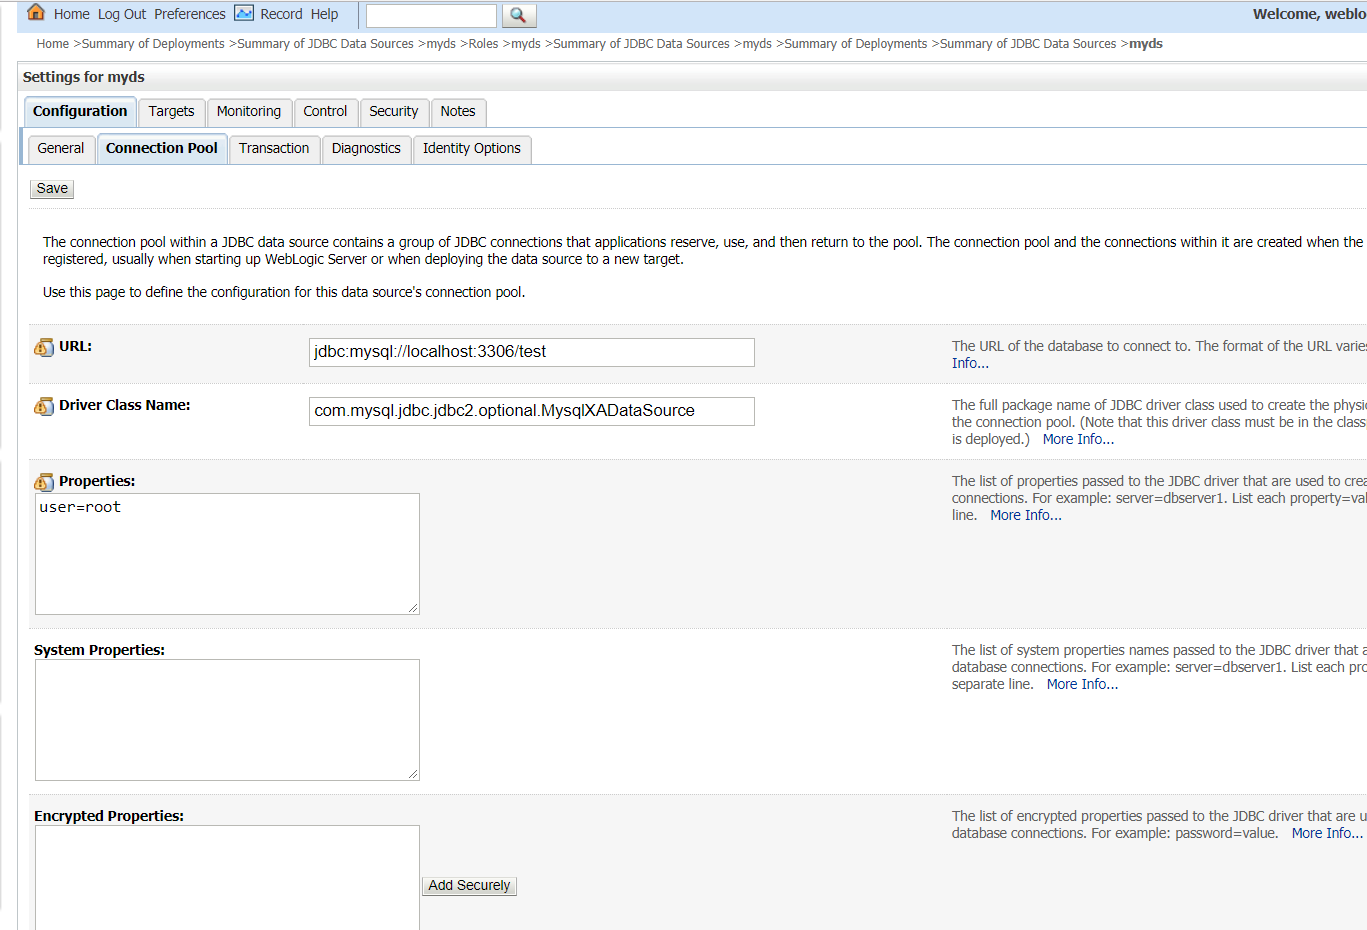 Home Log Out Preferences Record Help
Welcome, weblo
Home >Summary of Deployments >Summary of JDBC Data Sources >myds >Roles >myds >Summary of JDBC Data Sources >myds >Summary of Deployments >Summary of JDBC Data Sources >myds
Settings for myds
Configuration Targets Monitoring Control Security Notes
General Connection Pool Transaction Diagnostics Identity Options
Save
The connection pool within a JDBC data source contains a group of JDBC connections that applications reserve, use, and then return to the pool. The connection pool and the connections within it are created when the
registered, usually when starting up WebLogic Server or when deploying the data source to a new target.
Use this page to define the configuration for this data source's connection pool.
URL:
jdbc:mysql://localhost:3306/test
The URL of the database to connect to. The format of the URL varies
Info...
Driver Class Name:
com.mysql.jdbc.jdbc2.optional.MysqlXADataSource
The full package name of JDBC driver class used to create the physic
the connection pool. (Note that this driver class must be in the class
is deployed.) More Info...
Properties:
user=root
The list of properties passed to the JDBC driver that are used to crea
connections. For example: server=dbserver1. List each property=val
line. More Info...
System Properties:
The list of system properties names passed to the JDBC driver that a
database connections. For example: server=dbserver1. List each pro
separate line. More Info...
Encrypted Properties:
Add Securely
The list of encrypted properties passed to the JDBC driver that are u
database connections. For example: password=value. More Info...